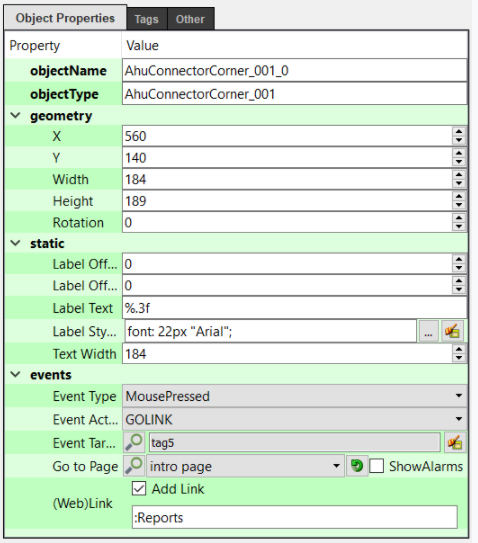 Object Properties Tags Other
Property Value
objectName AhuConnectorCorner_001_0
objectType AhuConnectorCorner_001
geometry
X 560
Y 140
Width 184
Height 189
Rotation 0
static
Label Off... 0
Label Off... 0
Label Text %.3f
Label Sty... font: 22px "Arial"; ...
Text Width 184
events
Event Type MousePressed
Event Act... GOLINK
Event Tar... tag5
Go to Page intro page ShowAlarms
Add Link
(Web)Link
:Reports